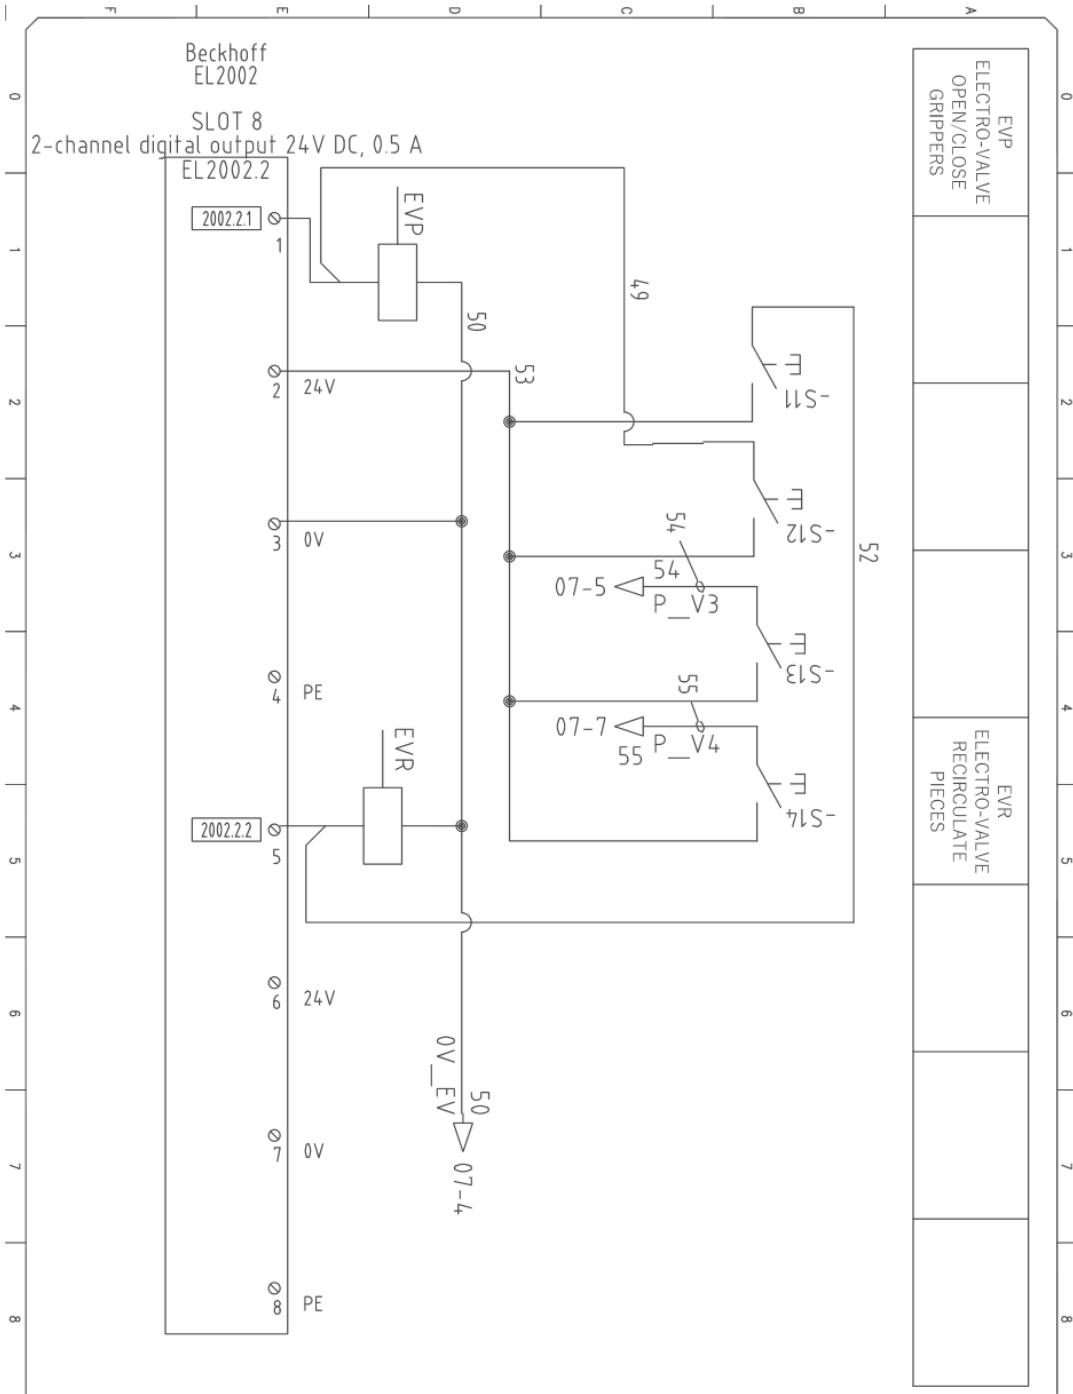 F
E
D
C
B
A
0
1
2
3
4
5
6
7
8
0
1
2
3
4
5
6
7
8
Beckhoff
EL2002
SLOT 8
2-channel digital output 24V DC, 0.5 A
EL2002.2
2002.2.1
1
2
24V
3
0V
4
PE
2002.2.2
5
6
24V
7
0V
8
PE
EVP
50
49
53
EVR
52
-S11
-S12
-S13
-S14
54
54
07-5
P_V3
55
07-7
55
P_V4
0V_EV
50
07-4
EVP
ELECTRO-VALVE
OPEN/CLOSE
GRIPPERS
EVR
ELECTRO-VALVE
RECIRCULATE
PIECES